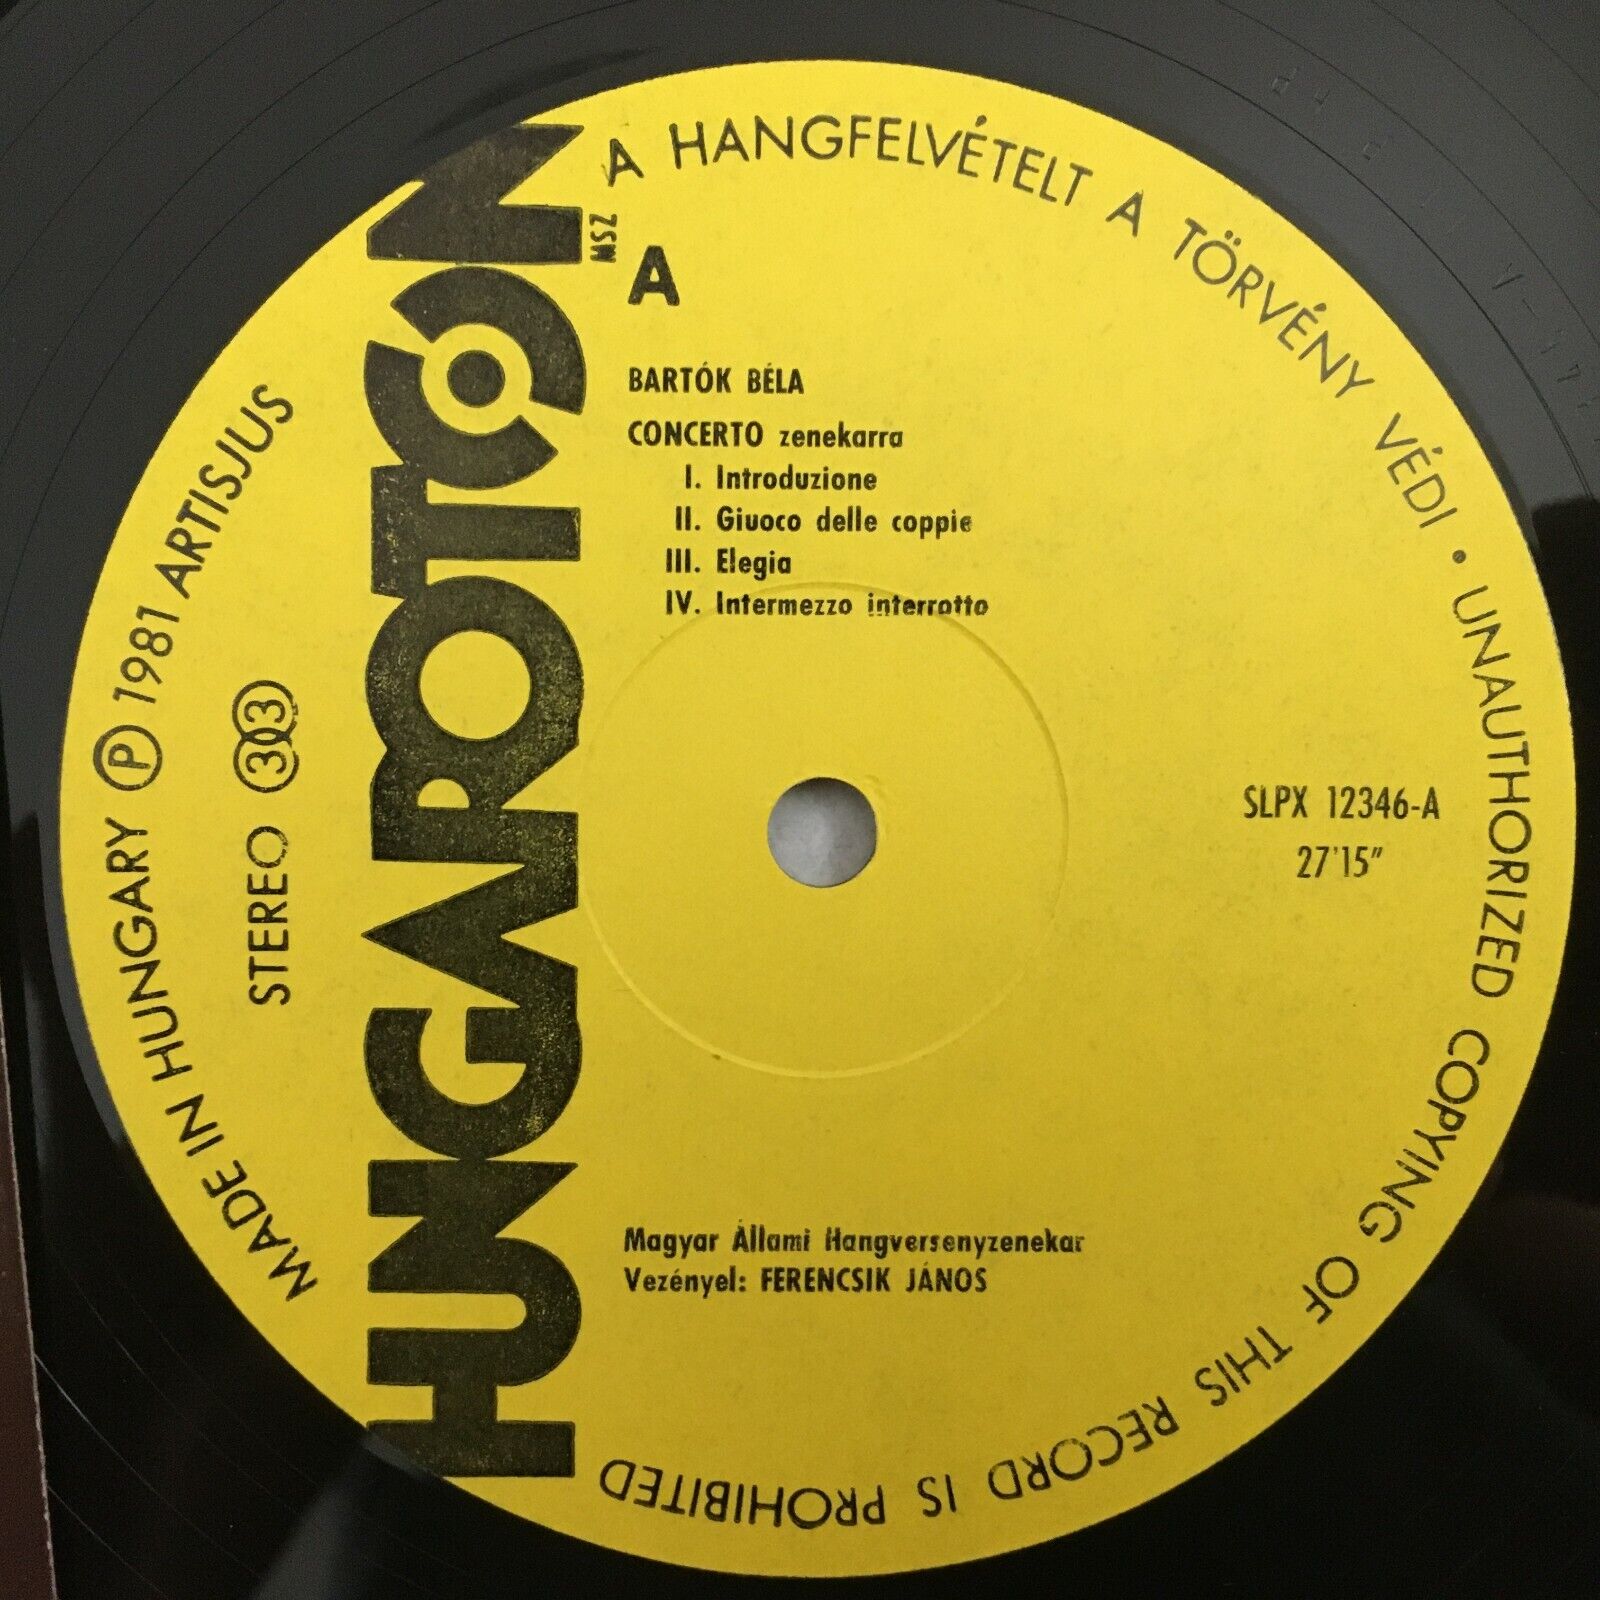 A HANGFELVÉTELT A TÖRVÉNY VÉDI • UNAUTHORIZED COPYING OF THIS RECORD IS PROHIBITED
MADE IN HUNGARY Ⓟ 1981 ARTISJUS
STEREO 303
HUNGAROTON
MSZ
A
BARTÓK BÉLA
CONCERTO zenekarra
I. Introduzione
II. Giuoco delle coppie
III. Elegia
IV. Intermezzo interrotto
SLPX 12346-A
27'15"
Magyar Állami Hangversenyzenekar
Vezényel: FERENCSIK JÁNOS